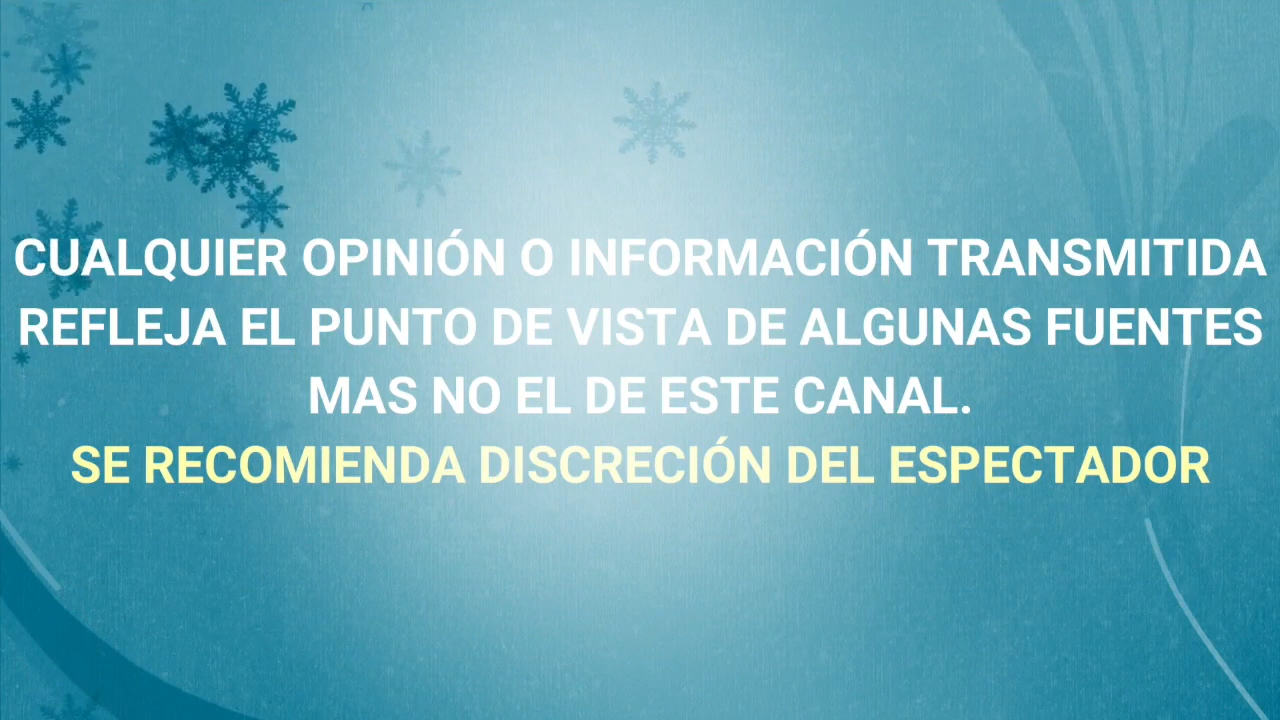 CUALQUIER OPINIÓN O INFORMACIÓN TRANSMITIDA
REFLEJA EL PUNTO DE VISTA DE ALGUNAS FUENTES
MAS NO EL DE ESTE CANAL.
SE RECOMIENDA DISCRECIÓN DEL ESPECTADOR